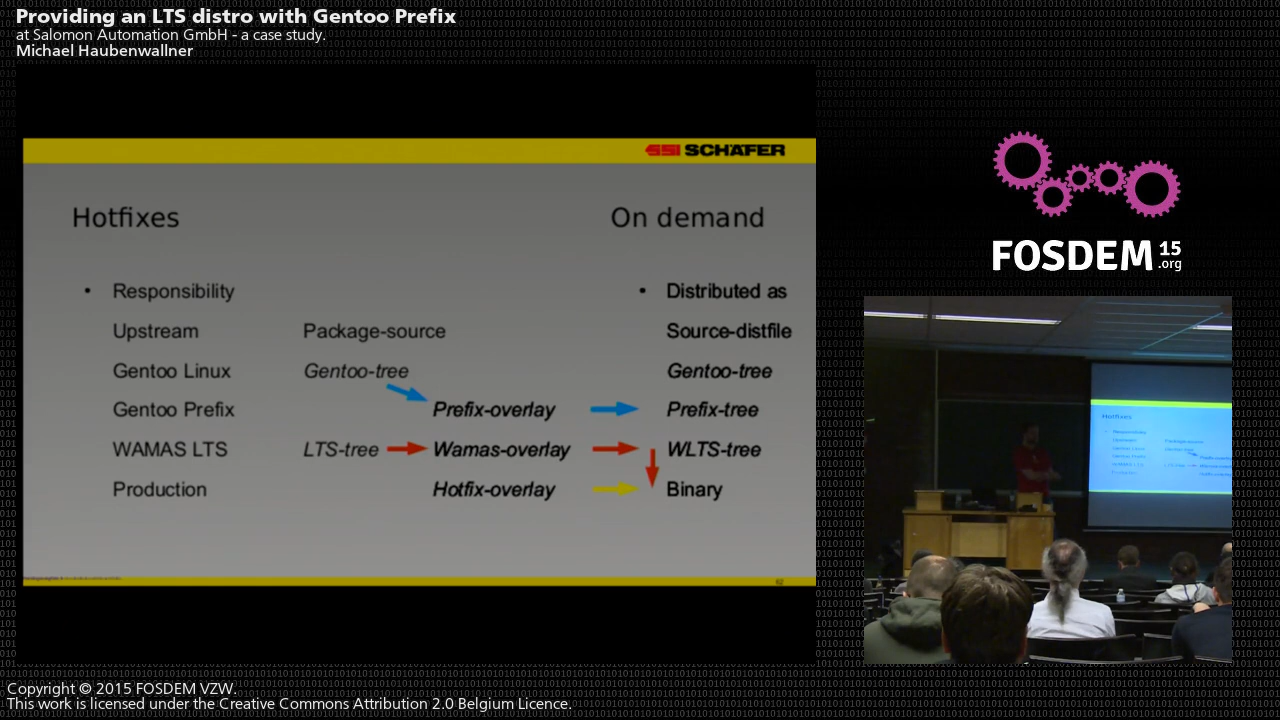 Providing an LTS distro with Gentoo Prefix
at Salomon Automation GmbH - a case study.
Michael Haubenwallner
SSI SCHÄFER
Hotfixes On demand
• Responsibility • Distributed as
Upstream Package-source Source-distfile
Gentoo Linux Gentoo-tree Gentoo-tree
Gentoo Prefix Prefix-overlay Prefix-tree
WAMAS LTS LTS-tree Wamas-overlay WLTS-tree
Production Hotfix-overlay Binary
62
FOSDEM 15
.org
Hotfixes
Copyright © 2015 FOSDEM VZW.
This work is licensed under the Creative Commons Attribution 2.0 Belgium Licence.